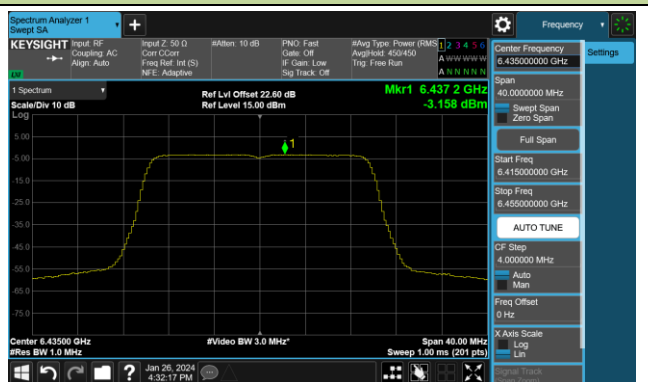 Spectrum Analyzer 1
Swept SA
Frequency
KEYSIGHT
Input: RF
Coupling: AC
Align: Auto
Input Z: 50 Ω
Corr CCorr
Freq Ref: Int (S)
NFE: Adaptive
#Atten: 10 dB
PNO: Fast
Gate: Off
IF Gain: Low
Sig Track: Off
#Avg Type: Power (RMS)
Avg|Hold: 450/450
Trig: Free Run
1 2 3 4 5 6
A W W W W W
A N N N N N
LVI
1 Spectrum
Scale/Div 10 dB
Ref Lvl Offset 22.60 dB
Ref Level 15.00 dBm
Mkr1 6.437 2 GHz
-3.158 dBm
Log
1
5.00
-5.00
-15.0
-25.0
-35.0
-45.0
-55.0
-65.0
-75.0
Center 6.43500 GHz
#Res BW 1.0 MHz
#Video BW 3.0 MHz*
Span 40.00 MHz
Sweep 1.00 ms (201 pts)
Center Frequency
6.435000000 GHz
Settings
Span
40.0000000 MHz
Swept Span
Zero Span
Full Span
Start Freq
6.415000000 GHz
Stop Freq
6.455000000 GHz
AUTO TUNE
CF Step
4.000000 MHz
Auto
Man
Freq Offset
0 Hz
X Axis Scale
Log
Lin
Signal Track
(Span Zoom)
?
Jan 26, 2024
4:32:17 PM